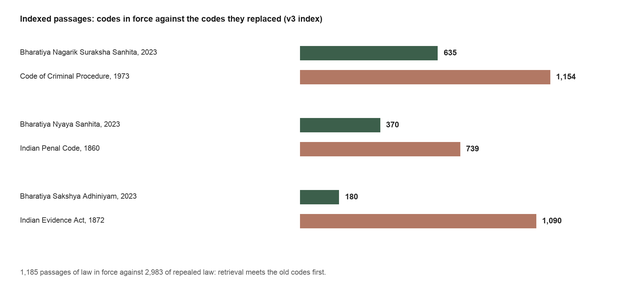 Indexed passages: codes in force against the codes they replaced (v3 index)
Bharatiya Nagarik Suraksha Sanhita, 2023 635
Code of Criminal Procedure, 1973 1,154
Bharatiya Nyaya Sanhita, 2023 370
Indian Penal Code, 1860 739
Bharatiya Sakshya Adhiniyam, 2023 180
Indian Evidence Act, 1872 1,090
1,185 passages of law in force against 2,983 of repealed law: retrieval meets the old codes first.